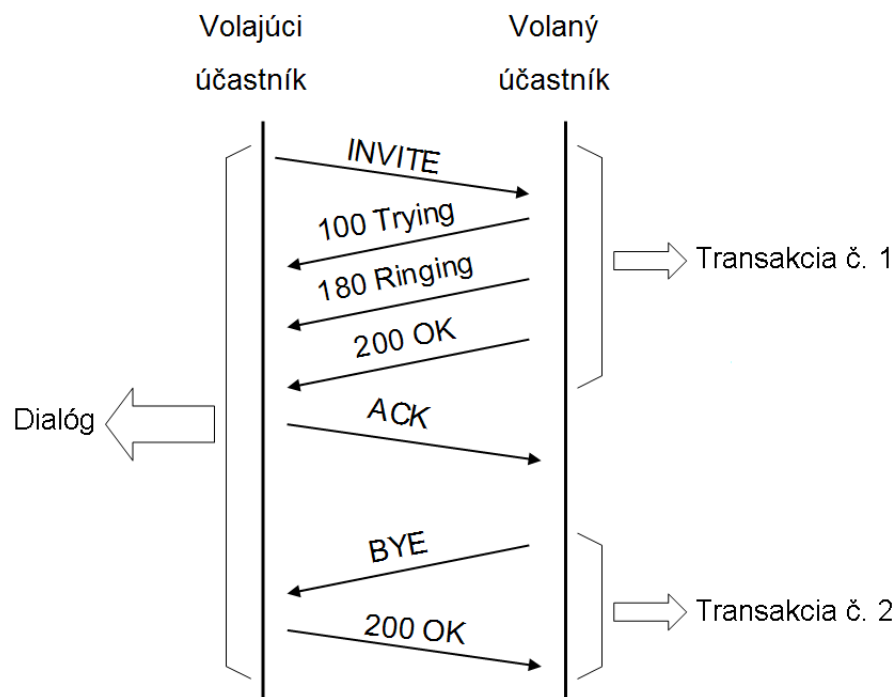 Volajúci
účastník
Volaný
účastník
INVITE
100 Trying
180 Ringing
200 OK
ACK
BYE
200 OK
Dialóg
Transakcia č. 1
Transakcia č. 2